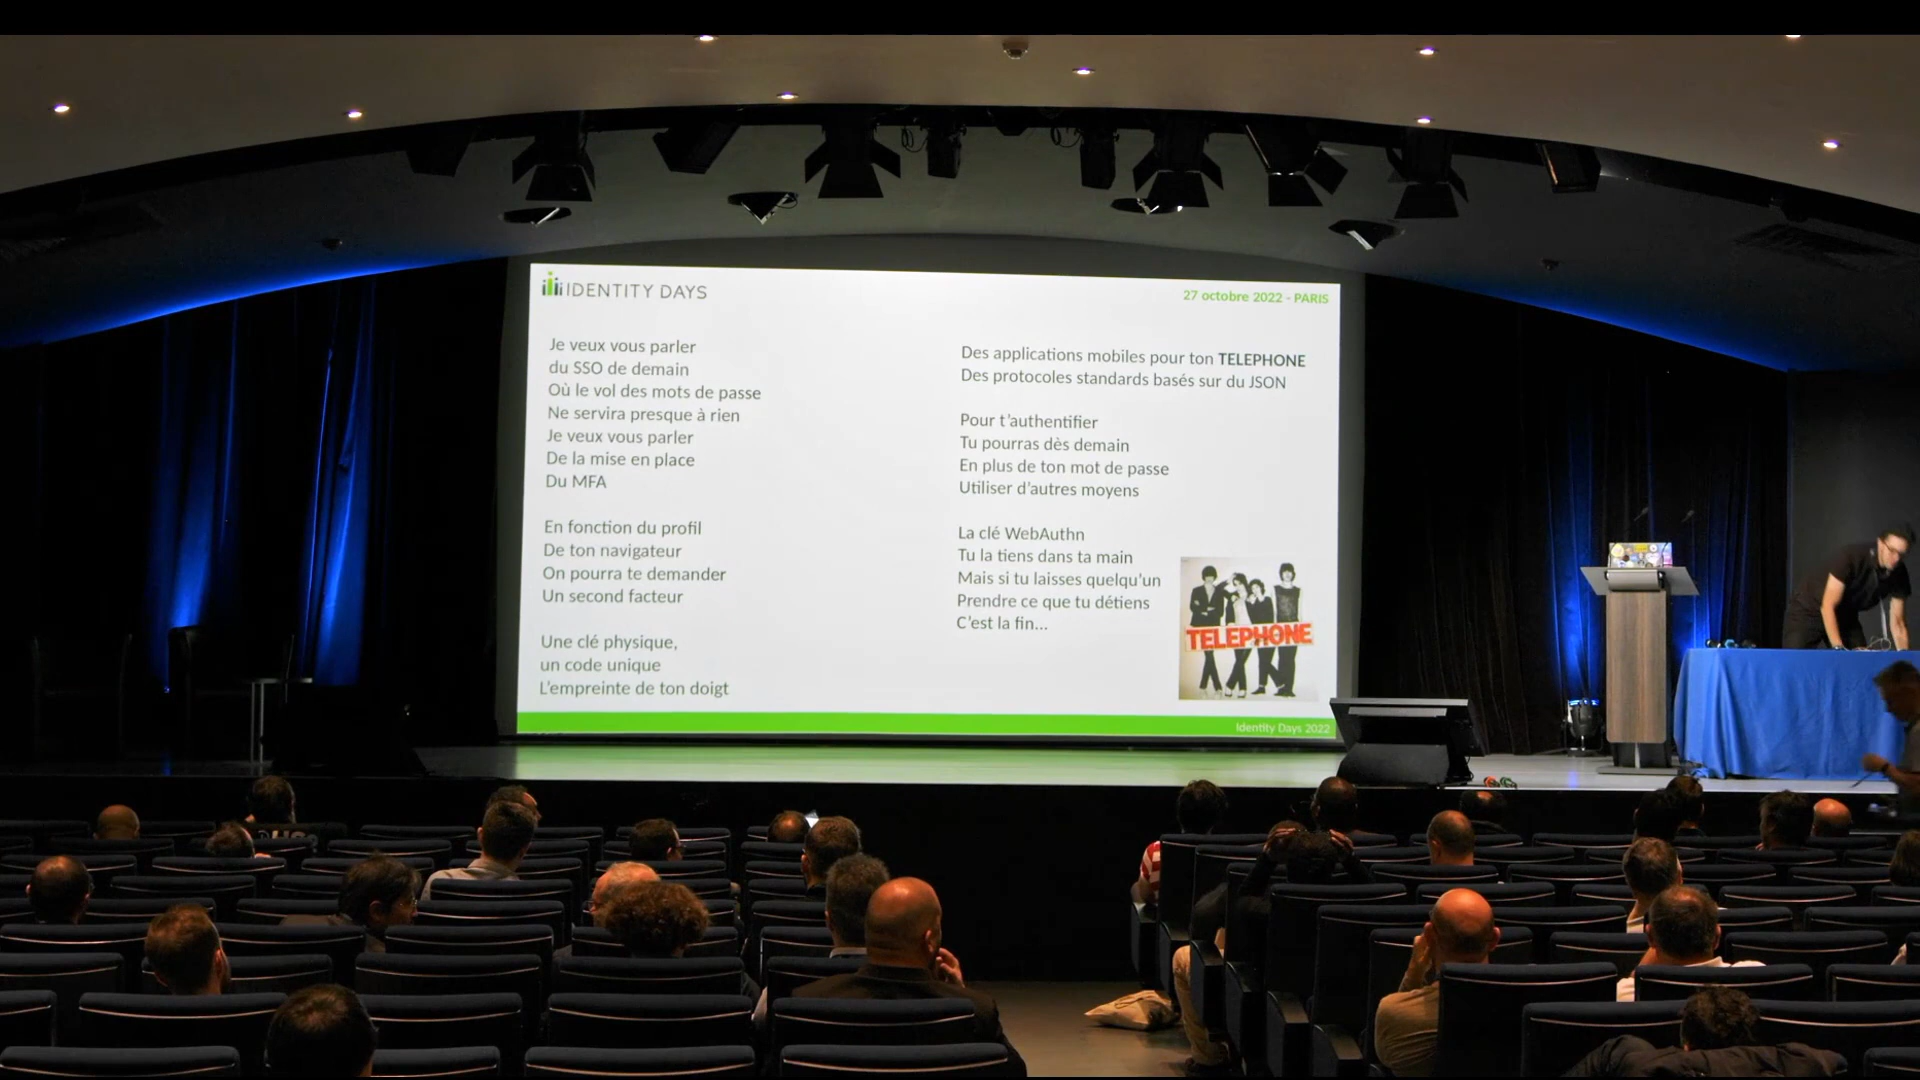 IDENTITY DAYS
27 octobre 2022 - PARIS
Je veux vous parler
du SSO de demain
Où le vol des mots de passe
Ne servira presque à rien
Je veux vous parler
De la mise en place
Du MFA
En fonction du profil
De ton navigateur
On pourra te demander
Un second facteur
Une clé physique,
un code unique
L'empreinte de ton doigt
Des applications mobiles pour ton TELEPHONE
Des protocoles standards basés sur du JSON
Pour t'authentifier
Tu pourras dès demain
En plus de ton mot de passe
Utiliser d'autres moyens
La clé WebAuthn
Tu la tiens dans ta main
Mais si tu laisses quelqu'un
Prendre ce que tu détiens
C'est la fin...
TELEPHONE
Identity Days 2022